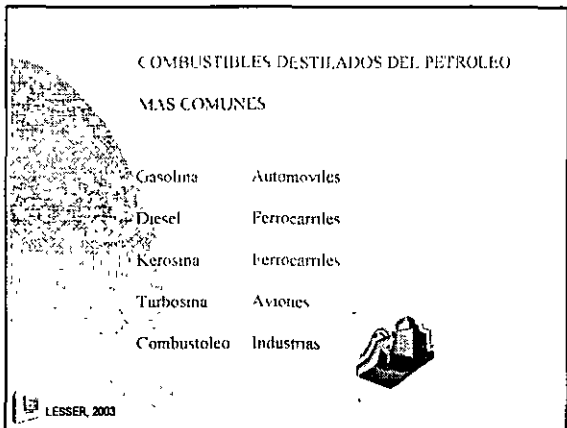 COMBUSTIBLES DESTILADOS DEL PETROLEO
MAS COMUNES
Gasolina Automoviles
Diesel Ferrocarriles
Kerosina Ferrocarriles
Turbosina Aviones
Combustoleo Industrias
LESSER, 2003